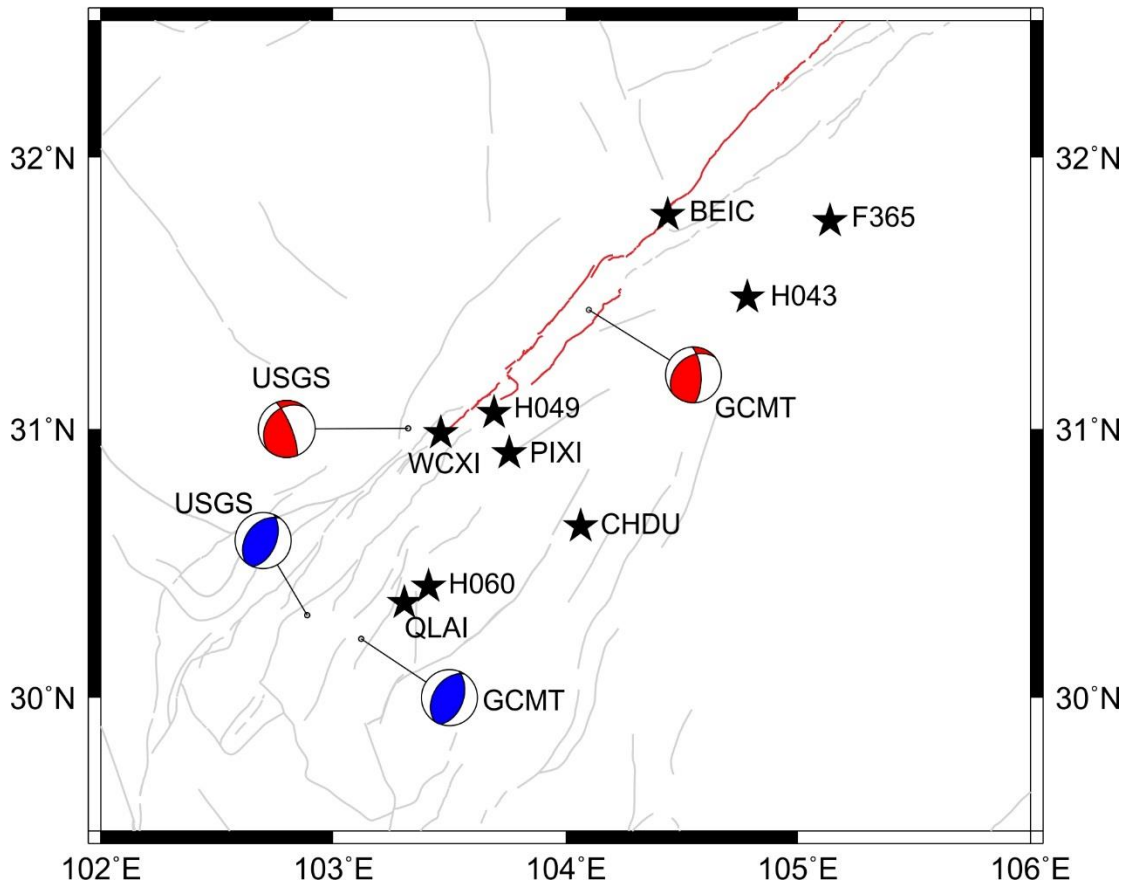 32˚N
32˚N
BEIC
F365
H043
USGS
GCMT
H049
31˚N
31˚N
WCXI
PIXI
USGS
CHDU
H060
QLAI
30˚N
GCMT
30˚N
102˚E
103˚E
104˚E
105˚E
106˚E